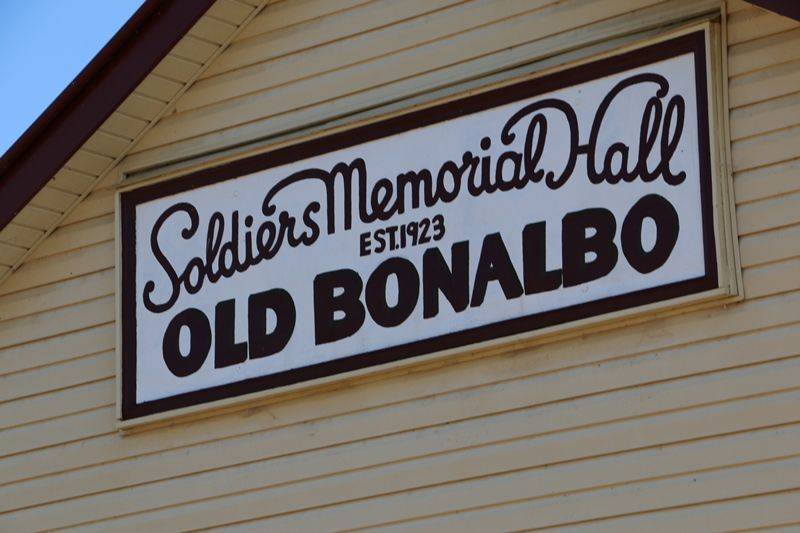 Soldiers Memorial Hall
EST.1923
OLD BONALBO